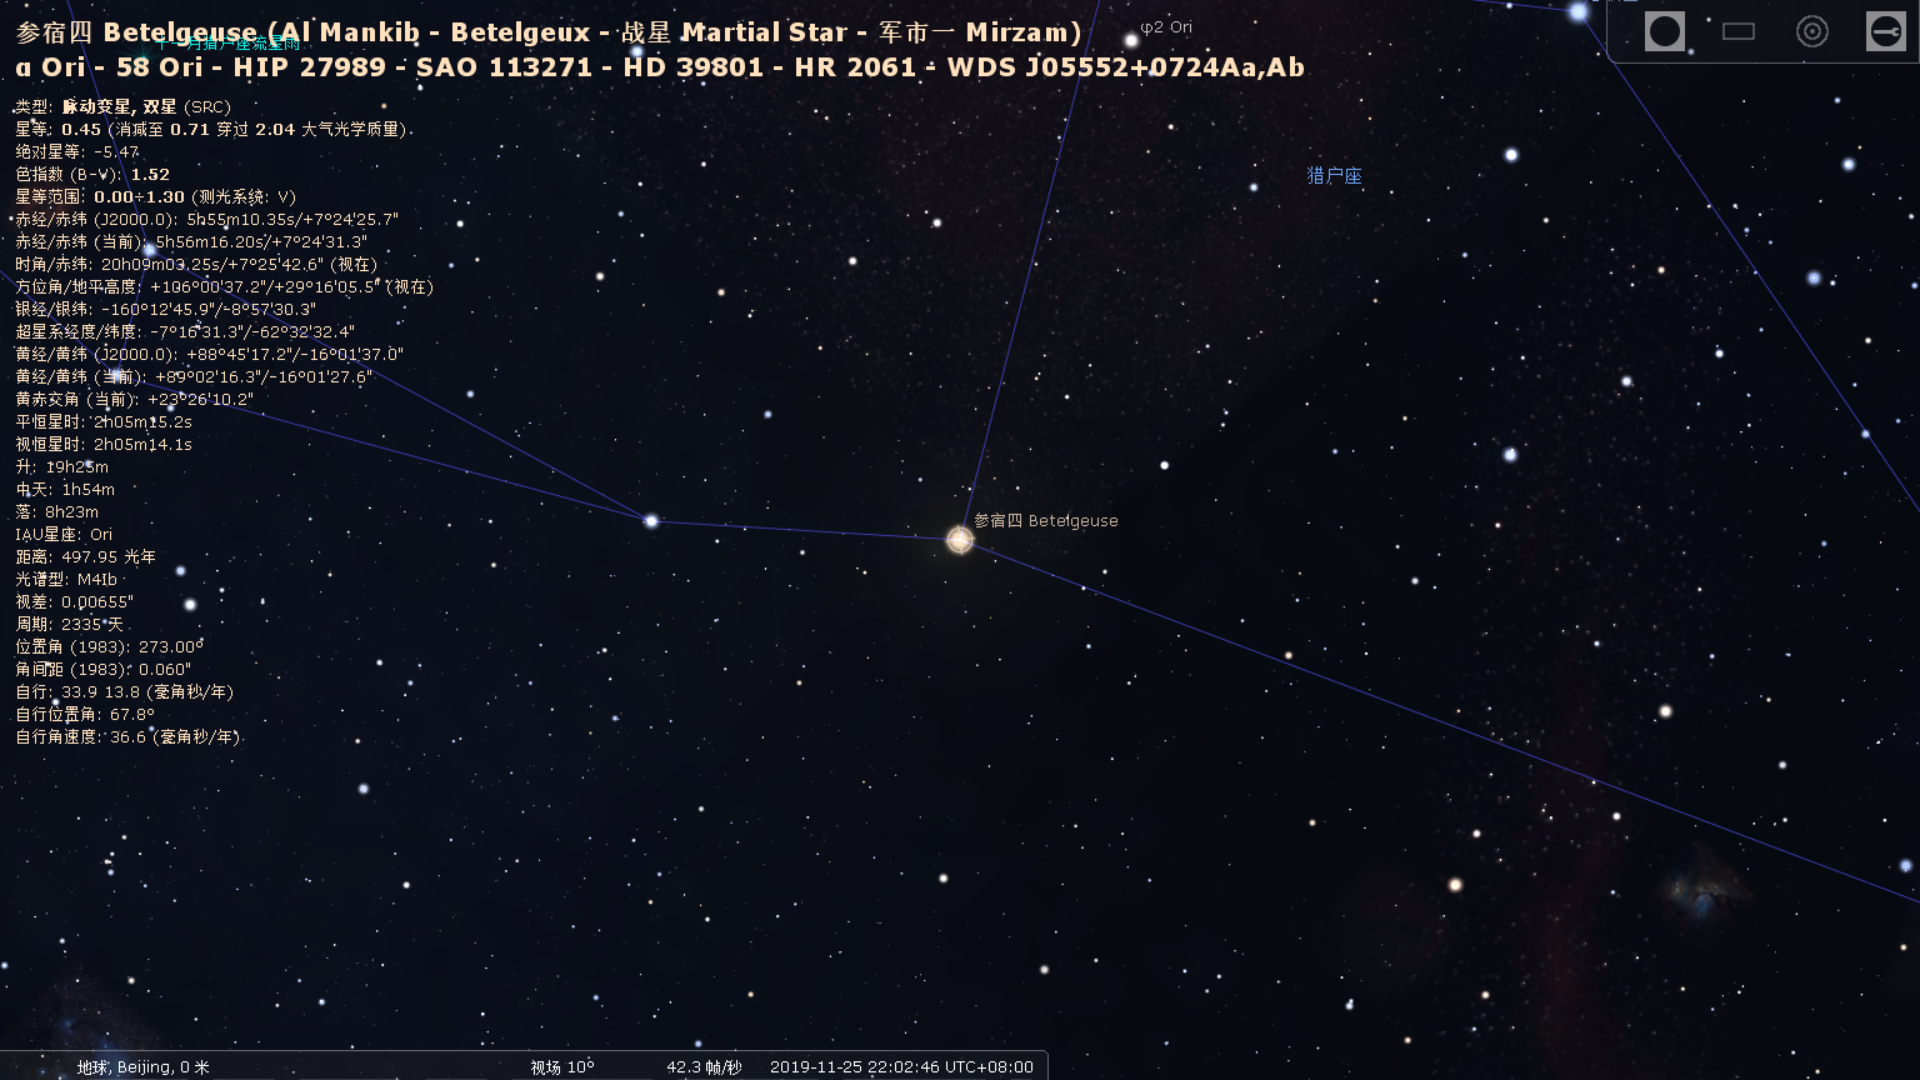 参宿四 Betelgeuse (Al Mankib - Betelgeux - 战星 Martial Star - 军市一 Mirzam)
十一月猎户座流星雨
φ2 Ori
α Ori - 58 Ori - HIP 27989 - SAO 113271 - HD 39801 - HR 2061 - WDS J05552+0724Aa,Ab
类型: 脉动变星, 双星 (SRC)
星等: 0.45 (消减至 0.71 穿过 2.04 大气光学质量)
绝对星等: -5.47
色指数 (B-V): 1.52
猎户座
星等范围: 0.00÷1.30 (测光系统: V)
赤经/赤纬 (J2000.0): 5h55m10.35s/+7°24'25.7"
赤经/赤纬 (当前): 5h56m16.20s/+7°24'31.3"
时角/赤纬: 20h09m03.25s/+7°25'42.6" (视在)
方位角/地平高度: +106°00'37.2"/+29°16'05.5" (视在)
银经/银纬: -160°12'45.9"/-8°57'30.3"
超星系经度/纬度: -7°16'31.3"/-62°32'32.4"
黄经/黄纬 (J2000.0): +88°45'17.2"/-16°01'37.0"
黄经/黄纬 (当前): +89°02'16.3"/-16°01'27.6"
黄赤交角 (当前): +23°26'10.2"
平恒星时: 2h05m15.2s
视恒星时: 2h05m14.1s
升: 19h25m
中天: 1h54m
落: 8h23m
参宿四 Betelgeuse
IAU星座: Ori
距离: 497.95 光年
光谱型: M4Ib
视差: 0.00655"
周期: 2335 天
位置角 (1983): 273.00°
角间距 (1983): 0.060"
自行: 33.9 13.8 (毫角秒/年)
自行位置角: 67.8°
自行角速度: 36.6 (毫角秒/年)
地球, Beijing, 0 米
视场 10°
42.3 帧/秒
2019-11-25 22:02:46 UTC+08:00